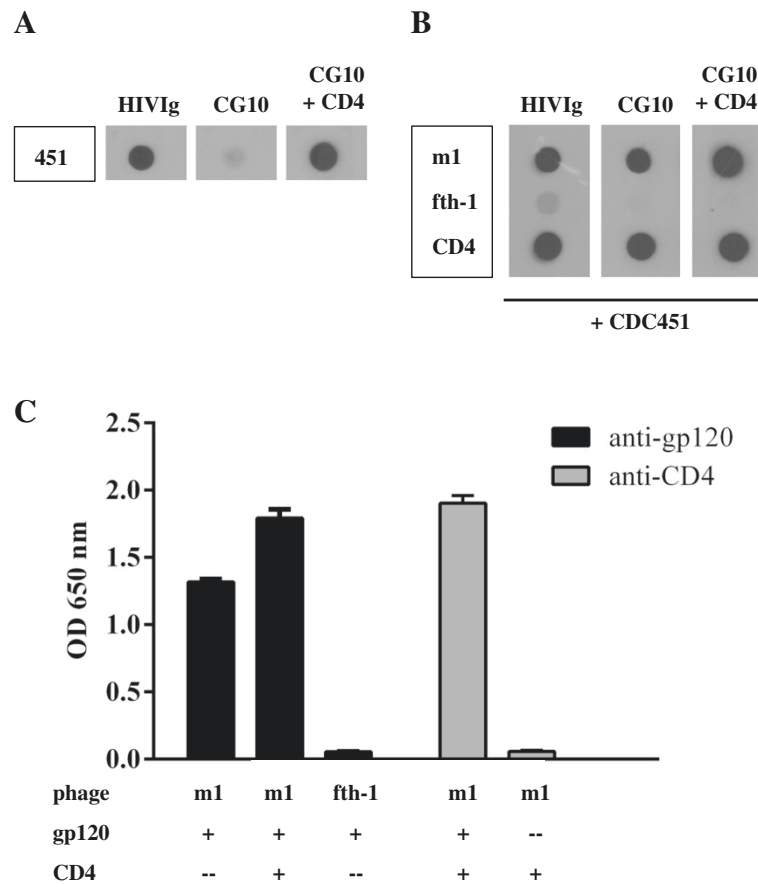 A
HIVIg CG10 CG10 + CD4
451
B
HIVIg CG10 CG10 + CD4
m1
fth-1
CD4
+ CDC451
C
OD 650 nm
2.5
2.0
1.5
1.0
0.5
0.0
anti-gp120
anti-CD4
phage m1 m1 fth-1 m1 m1
gp120 + + + + --
CD4 -- + -- + +